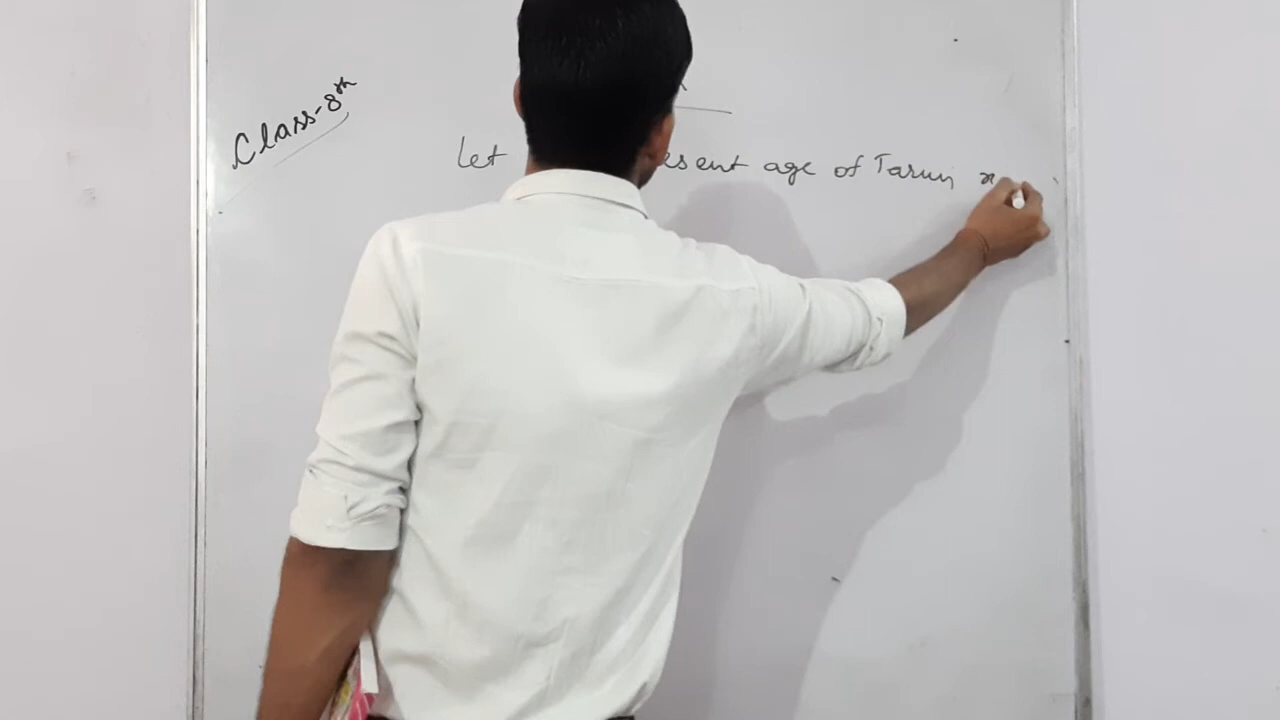 Class-8th
Let esent age of Tarun x